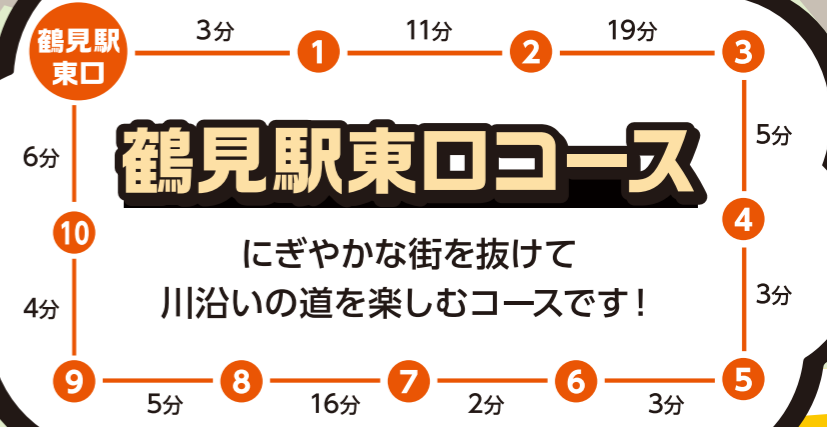 鶴見駅
東口
3分
1
11分
2
19分
3
5分
4
3分
5
3分
6
2分
7
16分
8
5分
9
4分
10
6分
鶴見駅東口コース
にぎやかな街を抜けて
川沿いの道を楽しむコースです!